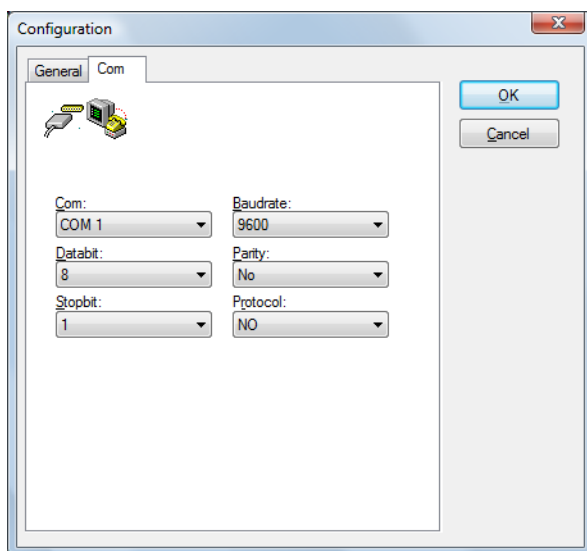 Configuration
General Com
OK
Cancel
Com: Baudrate:
COM 1 9600
Databit: Parity:
8 No
Stopbit: Protocol:
1 NO